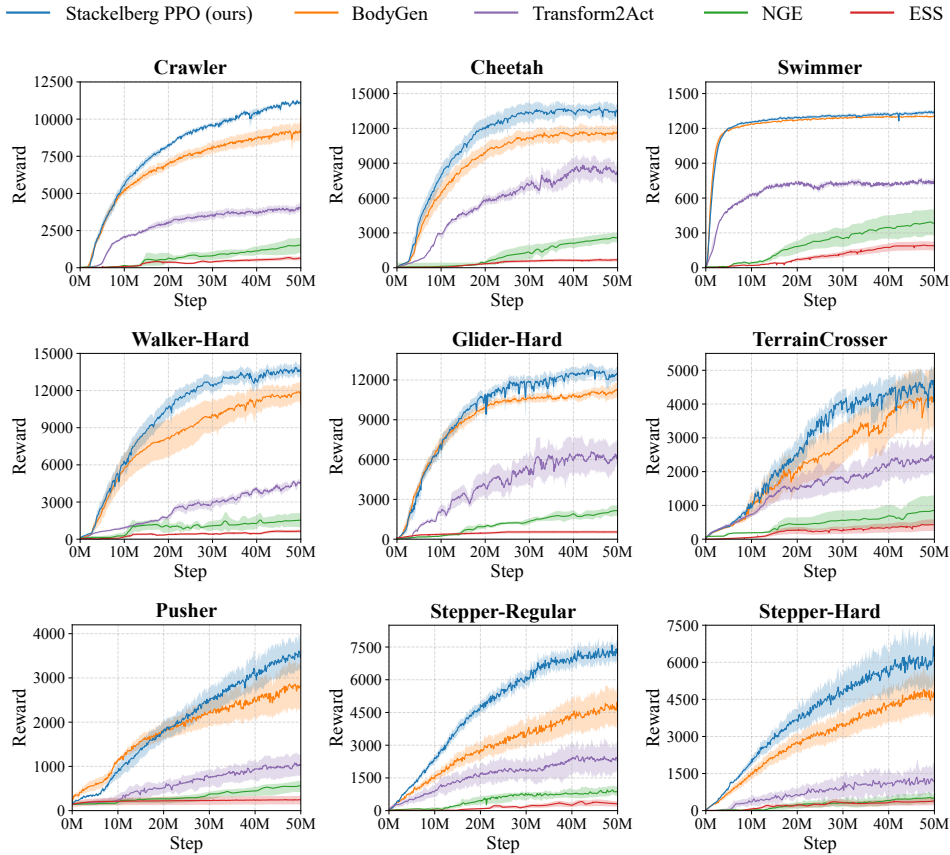 Stackelberg PPO (ours) BodyGen Transform2Act NGE ESS
Crawler
12500
10000
7500
5000
2500
0
Reward
0M 10M 20M 30M 40M 50M
Step
Cheetah
15000
12000
9000
6000
3000
0
Reward
0M 10M 20M 30M 40M 50M
Step
Swimmer
1500
1200
900
600
300
0
Reward
0M 10M 20M 30M 40M 50M
Step
Walker-Hard
15000
12000
9000
6000
3000
0
Reward
0M 10M 20M 30M 40M 50M
Step
Glider-Hard
12000
9000
6000
3000
0
Reward
0M 10M 20M 30M 40M 50M
Step
TerrainCrosser
5000
4000
3000
2000
1000
0
Reward
0M 10M 20M 30M 40M 50M
Step
Pusher
4000
3000
2000
1000
0
Reward
0M 10M 20M 30M 40M 50M
Step
Stepper-Regular
7500
6000
4500
3000
1500
0
Reward
0M 10M 20M 30M 40M 50M
Step
Stepper-Hard
7500
6000
4500
3000
1500
0
Reward
0M 10M 20M 30M 40M 50M
Step